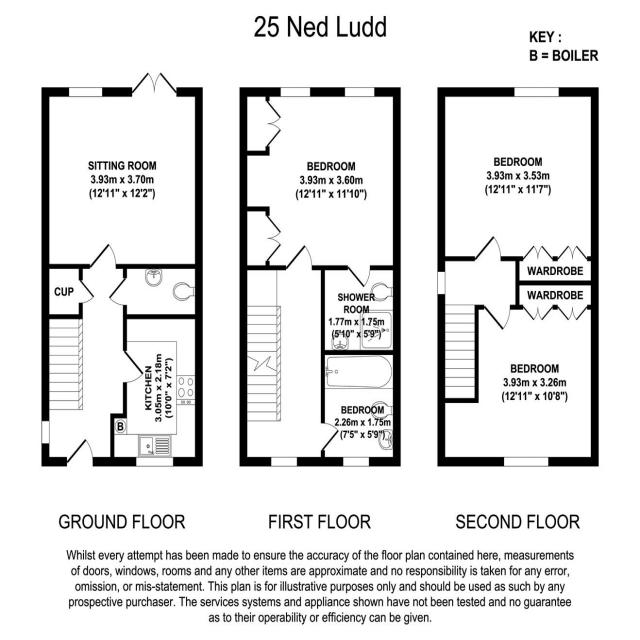 25 Ned Ludd
KEY :
B = BOILER
SITTING ROOM
3.93m x 3.70m
(12'11" x 12'2")
CUP
KITCHEN
3.05m x 2.18m
(10'0" x 7'2")
B
GROUND FLOOR
BEDROOM
3.93m x 3.60m
(12'11" x 11'10")
SHOWER
ROOM
1.77m x 1.75m
(5'10" x 5'9")
BEDROOM
2.26m x 1.75m
(7'5" x 5'9")
FIRST FLOOR
BEDROOM
3.93m x 3.53m
(12'11" x 11'7")
WARDROBE
WARDROBE
BEDROOM
3.93m x 3.26m
(12'11" x 10'8")
SECOND FLOOR
Whilst every attempt has been made to ensure the accuracy of the floor plan contained here, measurements
of doors, windows, rooms and any other items are approximate and no responsibility is taken for any error,
omission, or mis-statement. This plan is for illustrative purposes only and should be used as such by any
prospective purchaser. The services systems and appliance shown have not been tested and no guarantee
as to their operability or efficiency can be given.